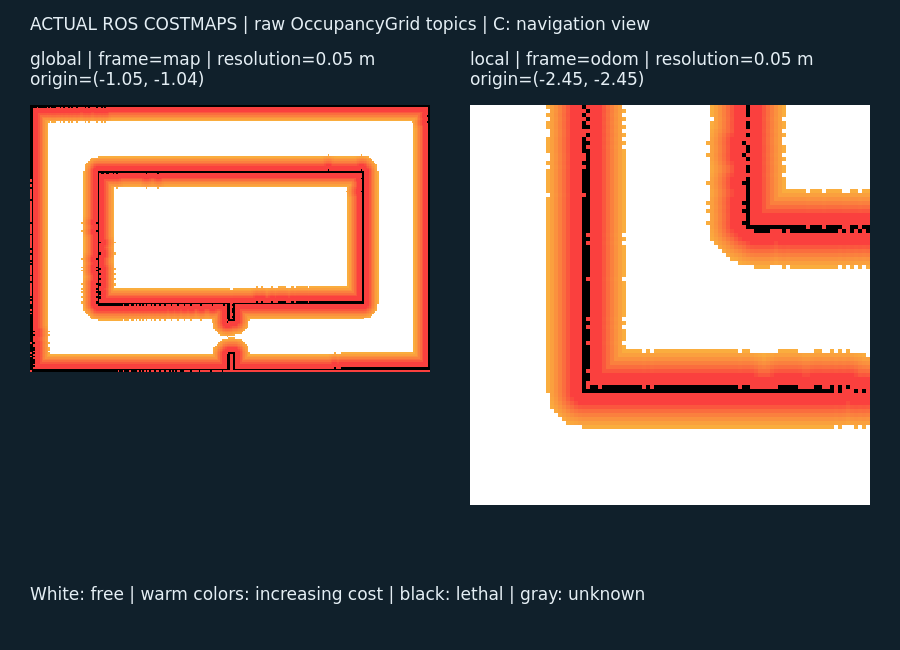 ACTUAL ROS COSTMAPS | raw OccupancyGrid topics | C: navigation view
global | frame=map | resolution=0.05 m
origin=(-1.05, -1.04)
local | frame=odom | resolution=0.05 m
origin=(-2.45, -2.45)
White: free | warm colors: increasing cost | black: lethal | gray: unknown